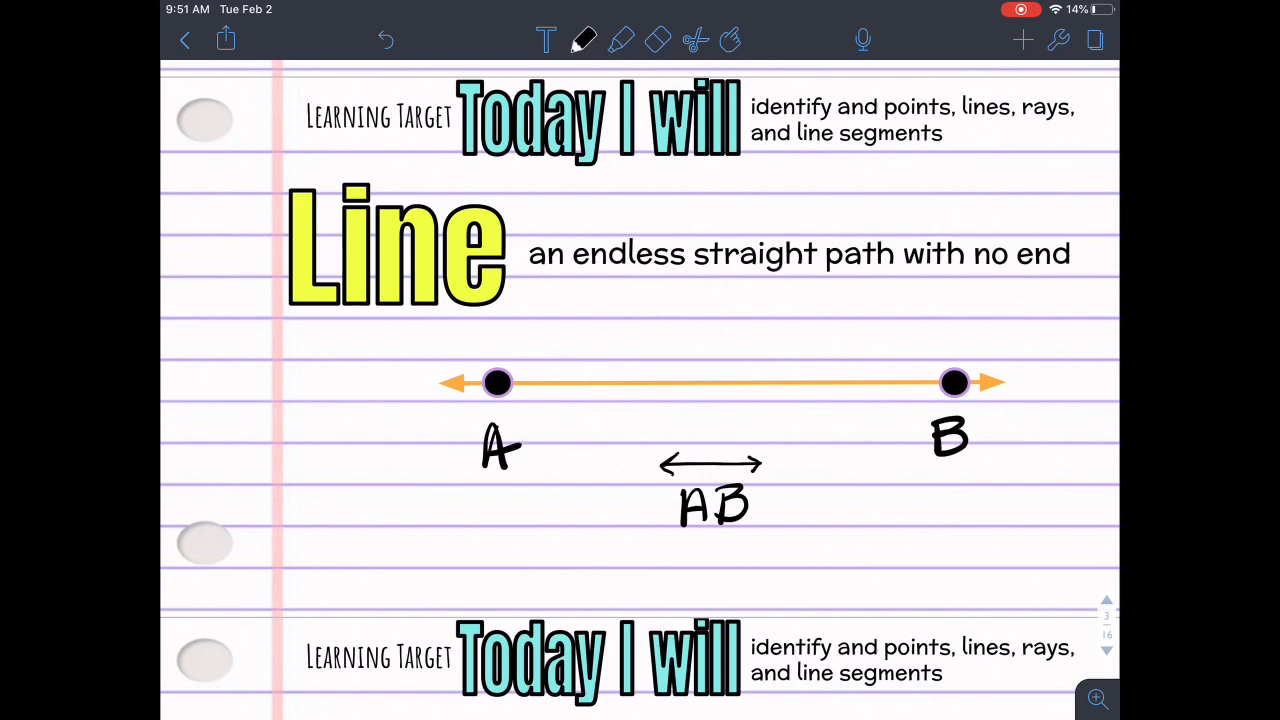 9:51 AM Tue Feb 2
14%
T
Learning Target Today I will identify and points, lines, rays,
and line segments
Line an endless straight path with no end
A
B
AB
3
16
Learning Target Today I will identify and points, lines, rays,
and line segments